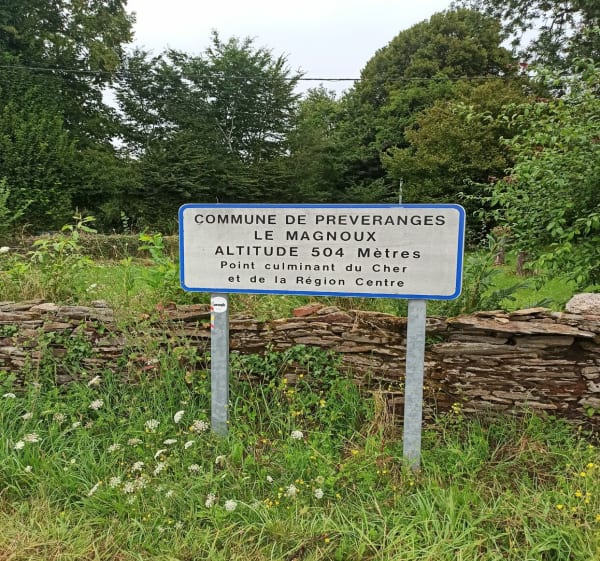 COMMUNE DE PREVERANGES
LE MAGNOUX
ALTITUDE 504 Mètres
Point culminant du Cher
et de la Région Centre